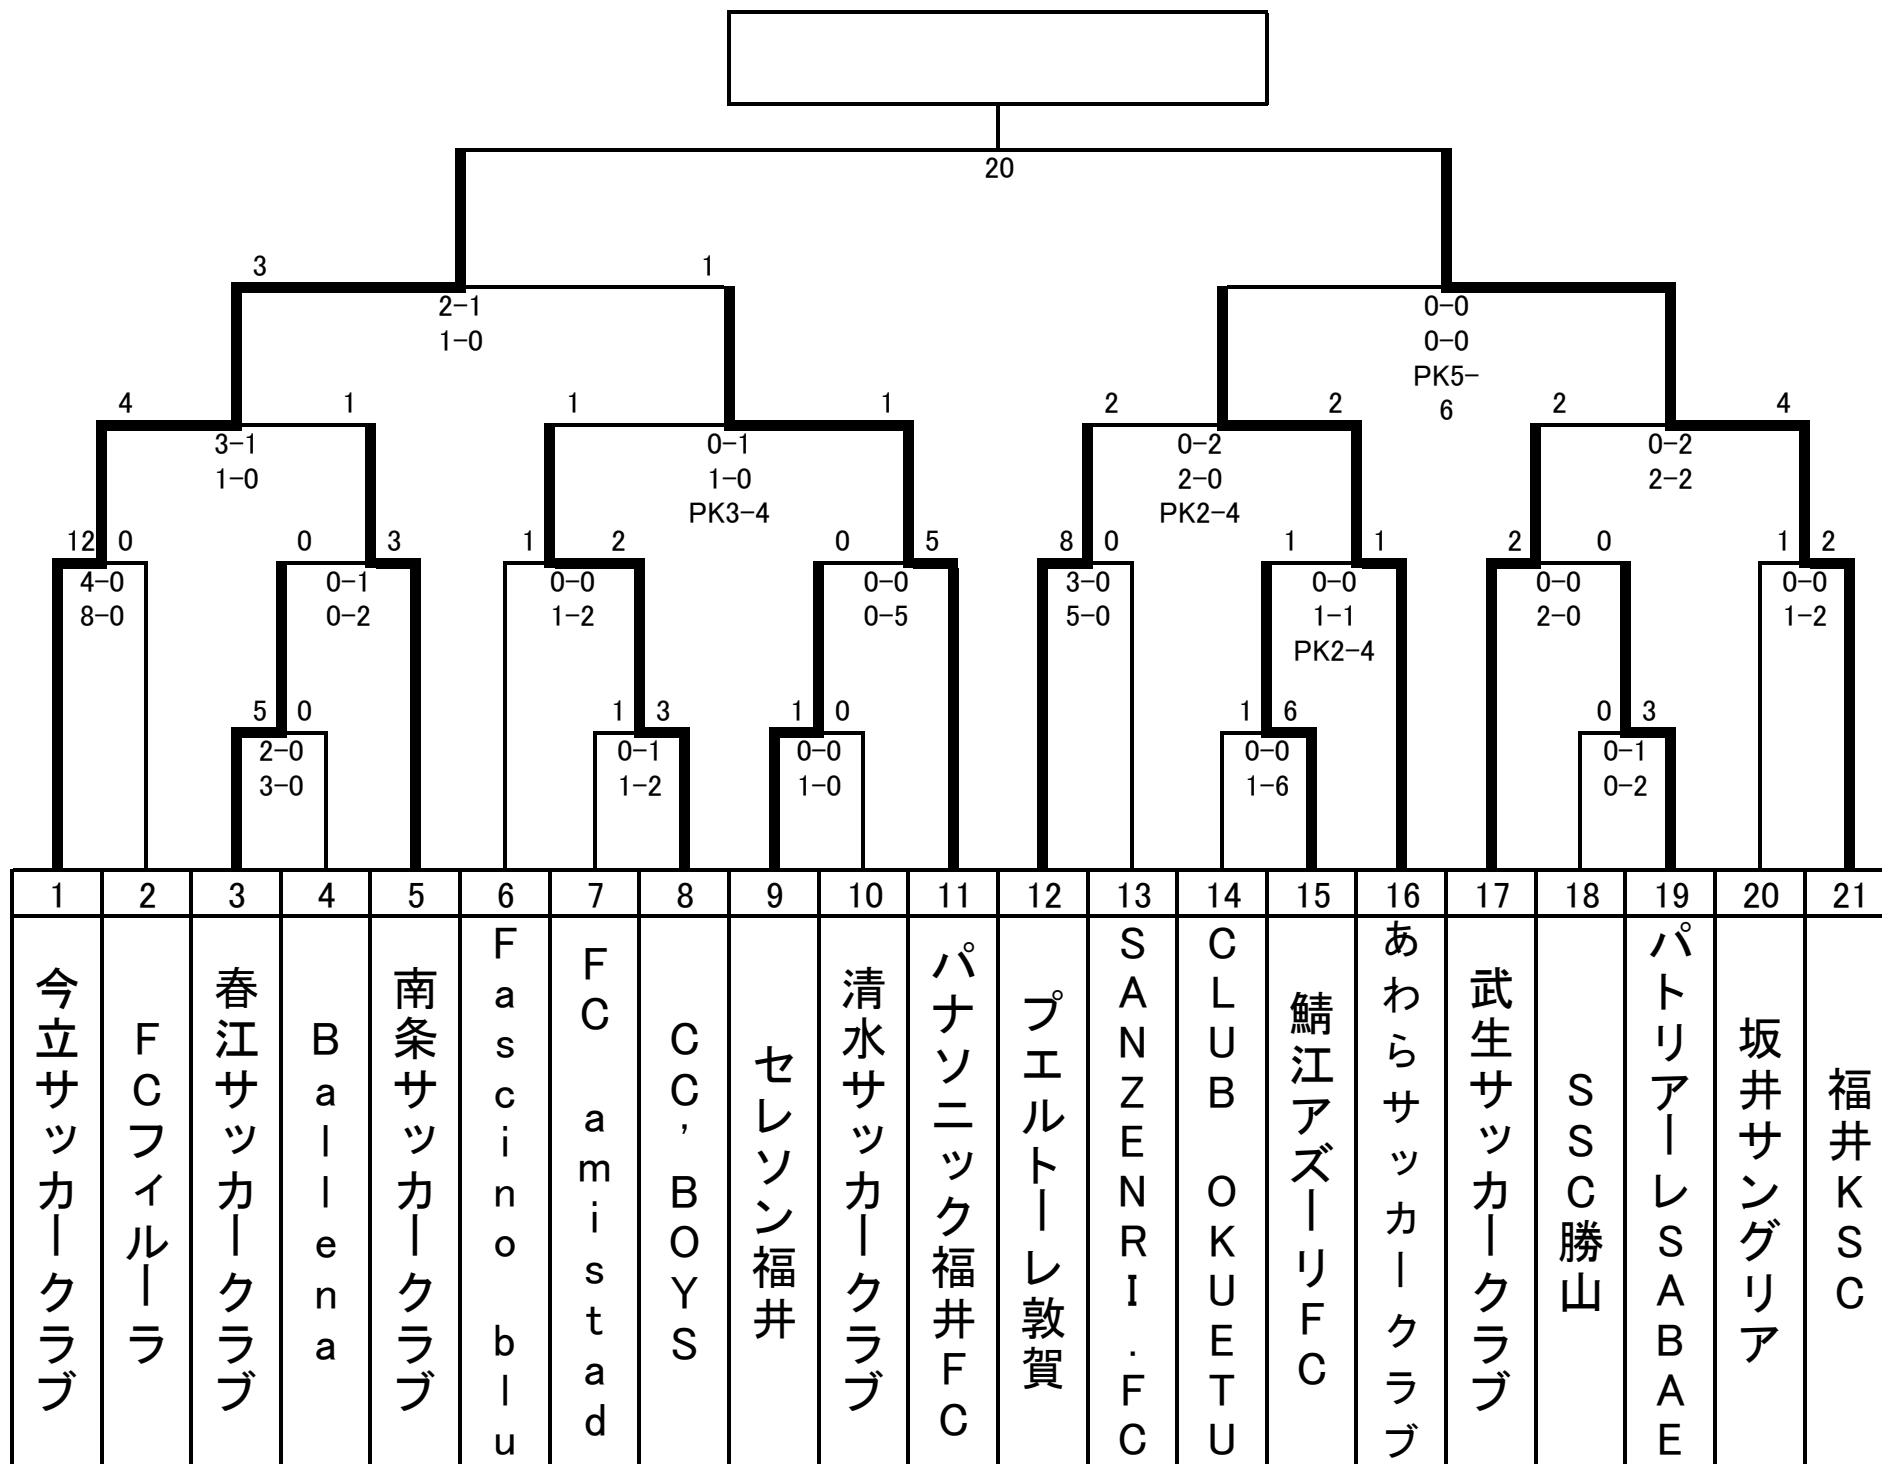 20
3 1
2-1
1-0
0-0
0-0
PK5-
6
4 1 1 1 2 2 2 4
3-1
1-0
0-1
1-0
PK3-4
0-2
2-0
PK2-4
0-2
2-2
12 0 0 3 1 2 0 5 8 0 1 1 2 0 1 2
4-0
8-0
0-1
0-2
0-0
1-2
0-0
0-5
3-0
5-0
0-0
1-1
PK2-4
0-0
2-0
0-0
1-2
5 0 1 3 1 0 1 6 0 3
2-0
3-0
0-1
1-2
0-0
1-0
0-0
1-6
0-1
0-2
1 2 3 4 5 6 7 8 9 10 11 12 13 14 15 16 17 18 19 20 21
今立サッカークラブ
FCフィルーラ
春江サッカークラブ
Ballena
南条サッカークラブ
Fascino blu
FC amistad
CC’BOYS
セレソン福井
清水サッカークラブ
パナソニック福井FC
プエルトーレ敦賀
SANZENRI.FC
CLUB OKUETU
鯖江アズーリFC
あわらサッカークラブ
武生サッカークラブ
SSC勝山
パトリアーレSABAE
坂井サングリア
福井KSC